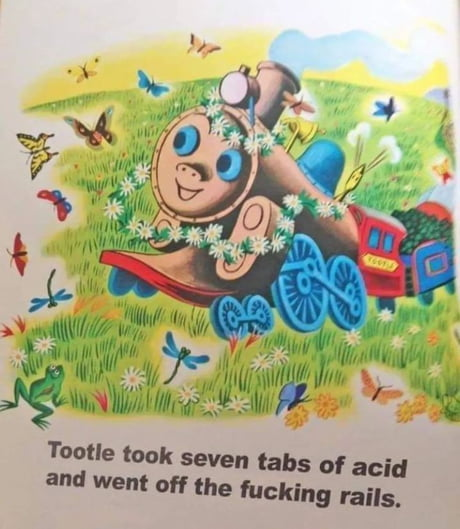 TOOTLE
Tootle took seven tabs of acid
and went off the fucking rails.